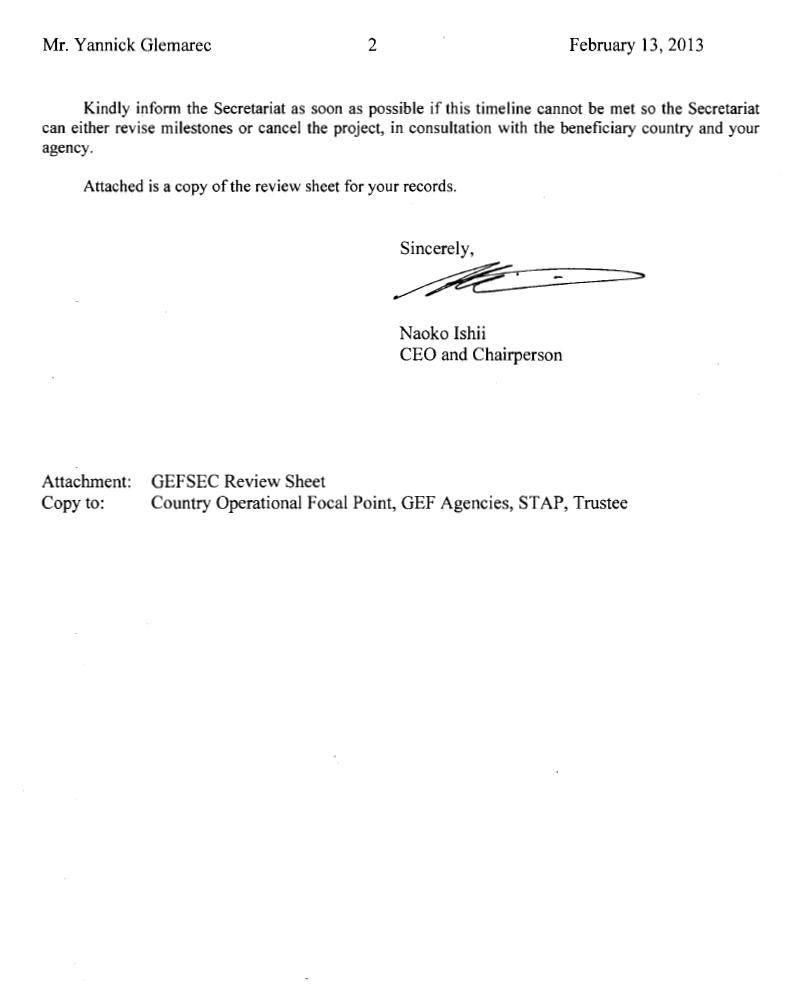 Mr. Yannick Glemarec 2 February 13, 2013
Kindly inform the Secretariat as soon as possible if this timeline cannot be met so the Secretariat
can either revise milestones or cancel the project, in consultation with the beneficiary country and your
agency.
Attached is a copy of the review sheet for your records.
Sincerely,
Naoko Ishii
CEO and Chairperson
Attachment: GEFSEC Review Sheet
Copy to: Country Operational Focal Point, GEF Agencies, STAP, Trustee